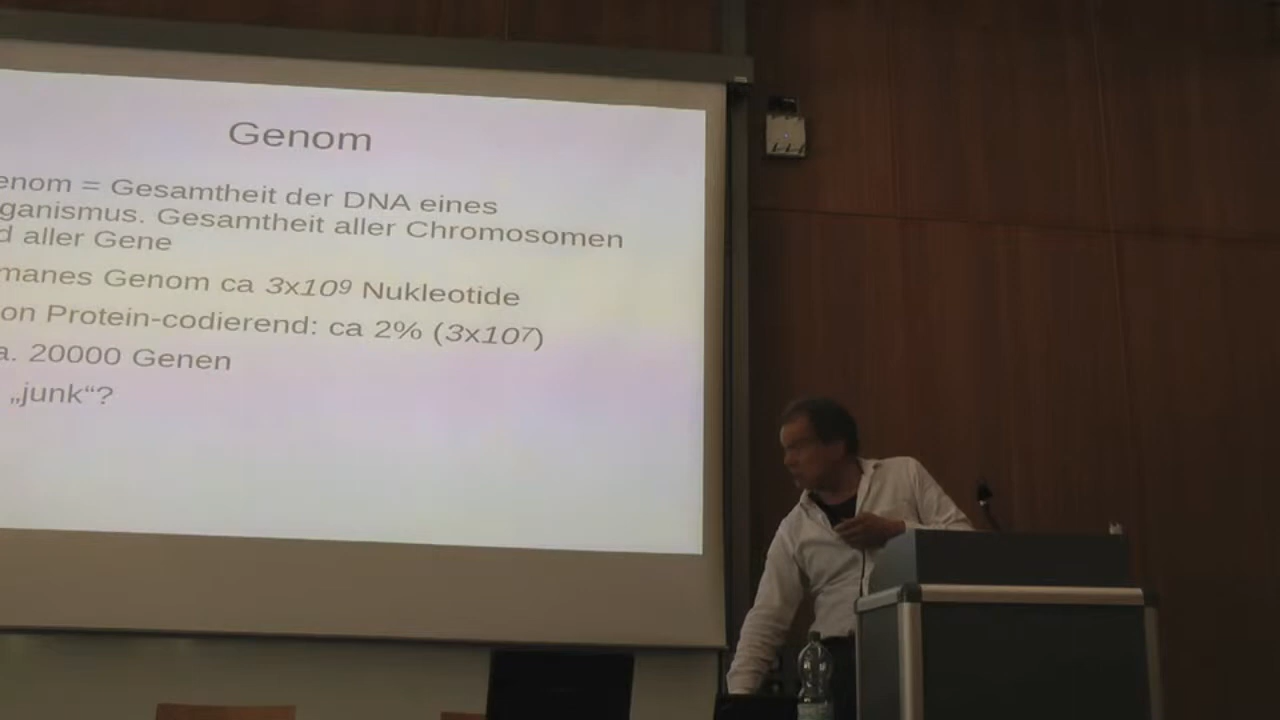 Genom
enom = Gesamtheit der DNA eines
ganismus. Gesamtheit aller Chromosomen
d aller Gene
manes Genom ca 3x10⁹ Nukleotide
on Protein-codierend: ca 2% (3x10⁷)
a. 20000 Genen
„junk“?